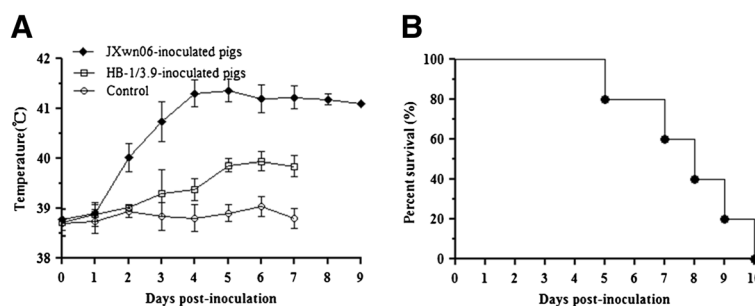 A
JXwn06-inoculated pigs
HB-1/3.9-inoculated pigs
Control
Temperature(℃)
42
41
40
39
38
0 1 2 3 4 5 6 7 8 9
Days post-inoculation
B
Percent survival (%)
100
80
60
40
20
0
0 1 2 3 4 5 6 7 8 9 10
Days post-inoculation